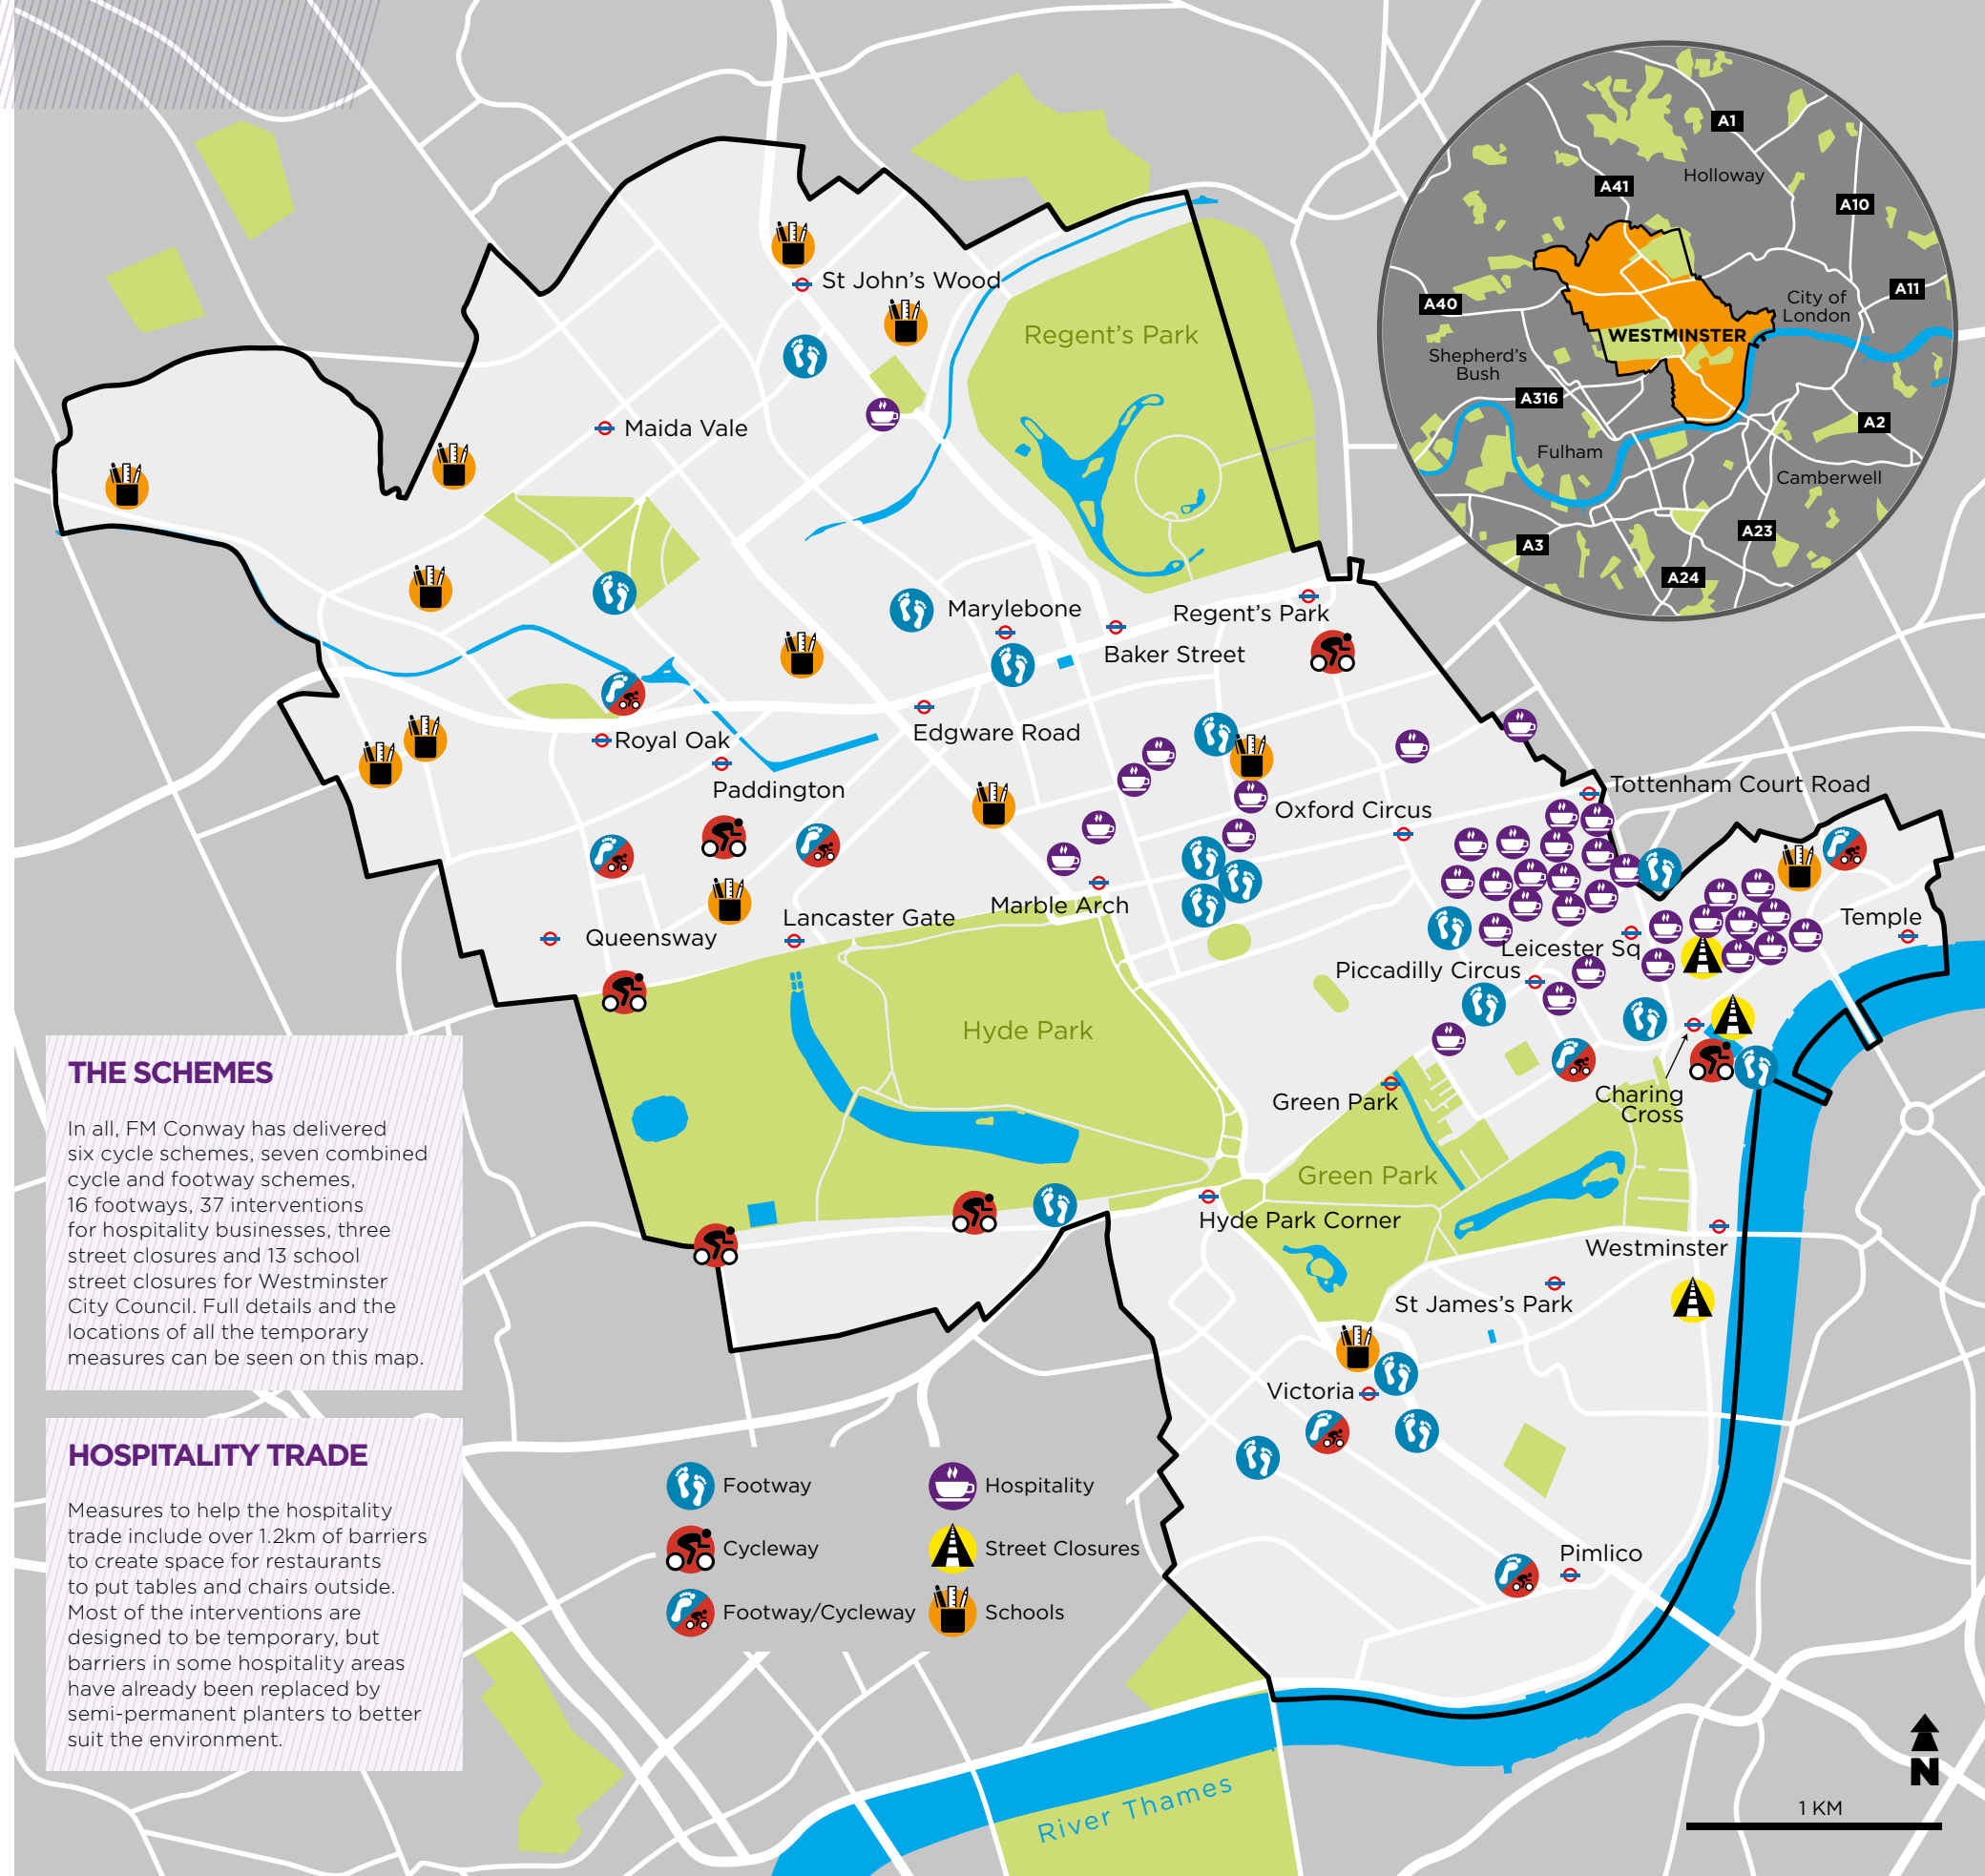 A1
Holloway
A41
A10
A40
City of
London
A11
WESTMINSTER
Shepherd's
Bush
A316
A2
Fulham
Camberwell
A23
A3
A24
St John's Wood
Regent's Park
Maida Vale
Marylebone
Regent's Park
Baker Street
Edgware Road
Royal Oak
Paddington
Tottenham Court Road
Oxford Circus
Marble Arch
Lancaster Gate
Temple
Queensway
Leicester Sq
Piccadilly Circus
Hyde Park
Charing
Cross
Green Park
Green Park
Hyde Park Corner
Westminster
St James's Park
Victoria
Pimlico
THE SCHEMES
In all, FM Conway has delivered
six cycle schemes, seven combined
cycle and footway schemes,
16 footways, 37 interventions
for hospitality businesses, three
street closures and 13 school
street closures for Westminster
City Council. Full details and the
locations of all the temporary
measures can be seen on this map.
HOSPITALITY TRADE
Measures to help the hospitality
trade include over 1.2km of barriers
to create space for restaurants
to put tables and chairs outside.
Most of the interventions are
designed to be temporary, but
barriers in some hospitality areas
have already been replaced by
semi-permanent planters to better
suit the environment.
Footway
Hospitality
Cycleway
Street Closures
Footway/Cycleway
Schools
River Thames
N
1 KM